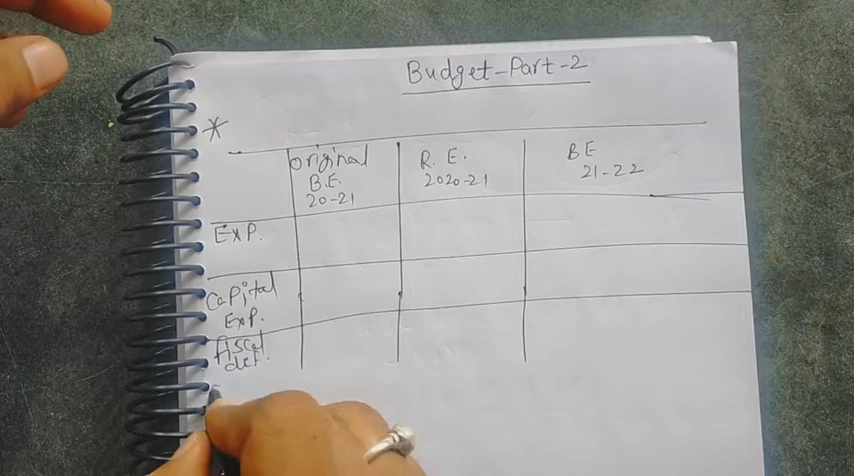 Budget-Part-2
*
original
B.E.
20-21
R. E.
2020-21
BE
21-22
Exp.
Capital
Exp.
fiscal
def.